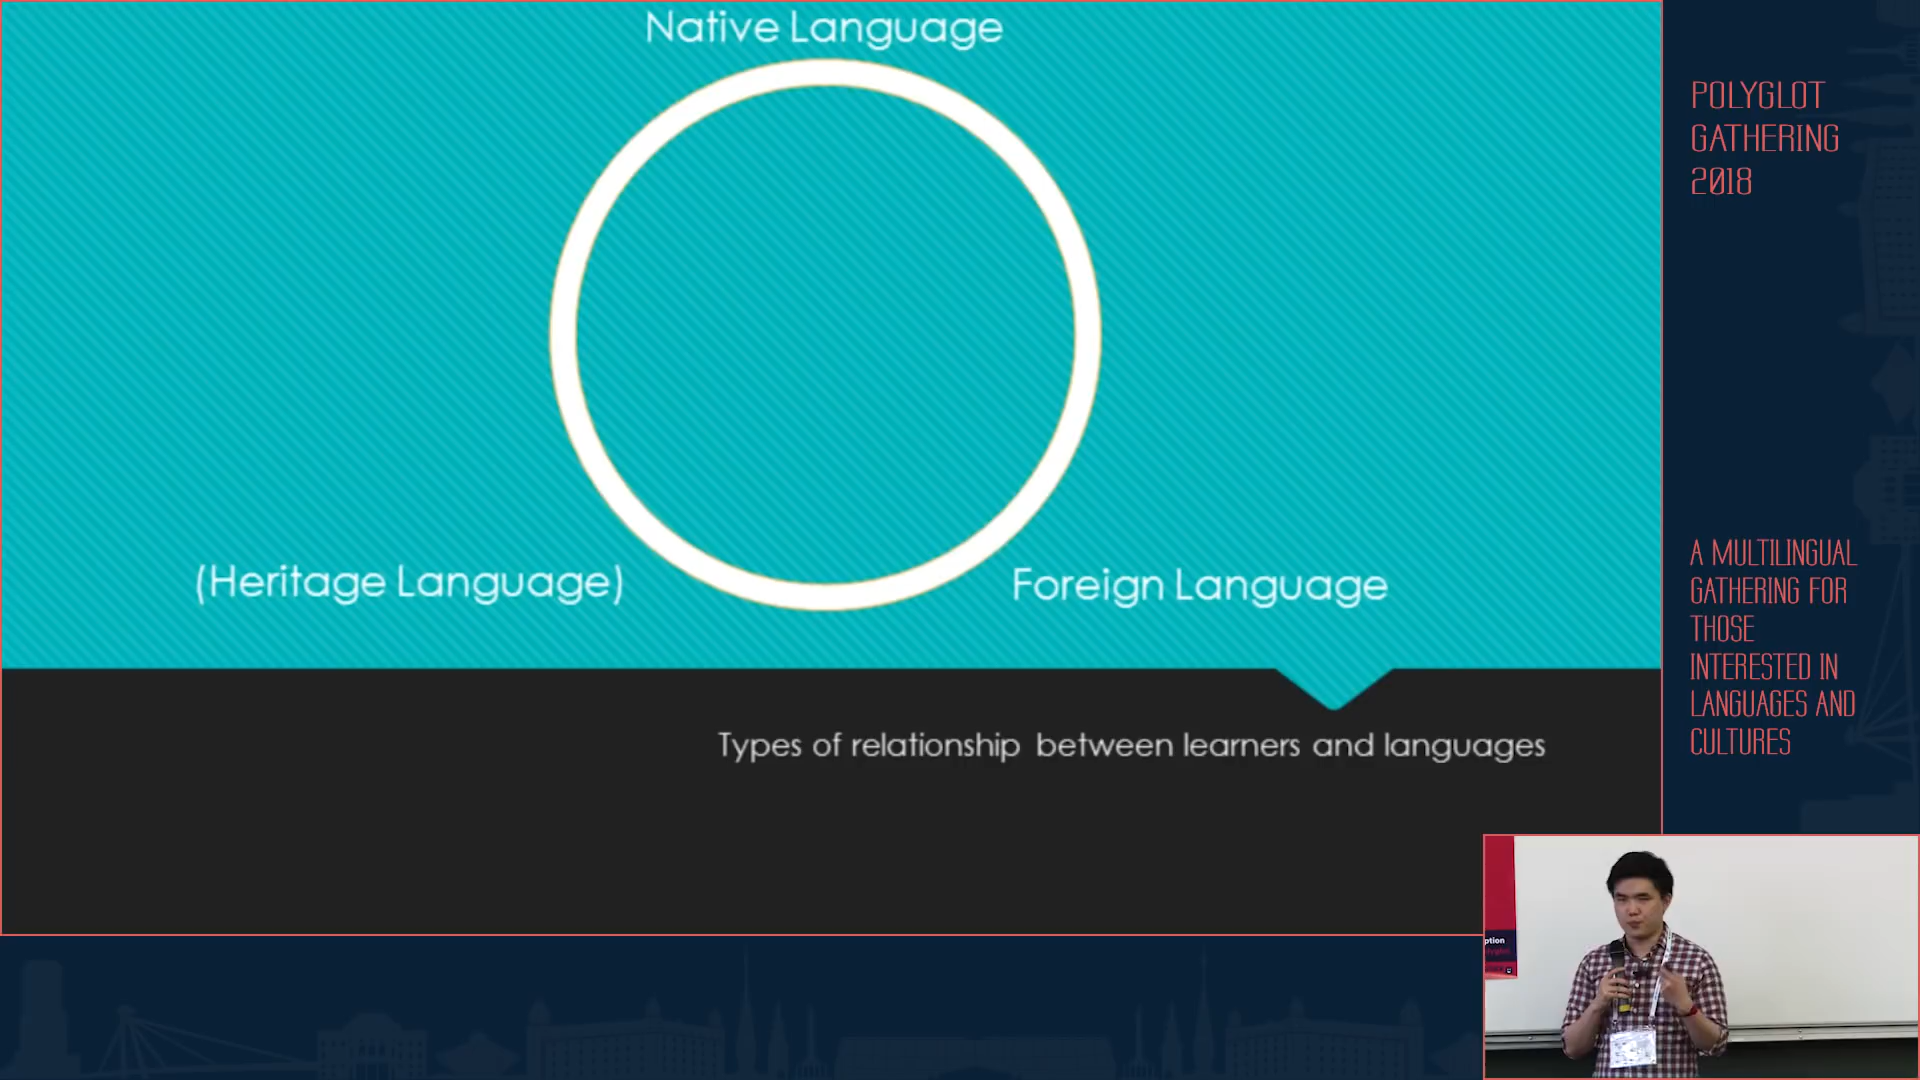 Native Language
(Heritage Language)
Foreign Language
Types of relationship between learners and languages
POLYGLOT
GATHERING
2018
A MULTILINGUAL
GATHERING FOR
THOSE
INTERESTED IN
LANGUAGES AND
CULTURES
ption